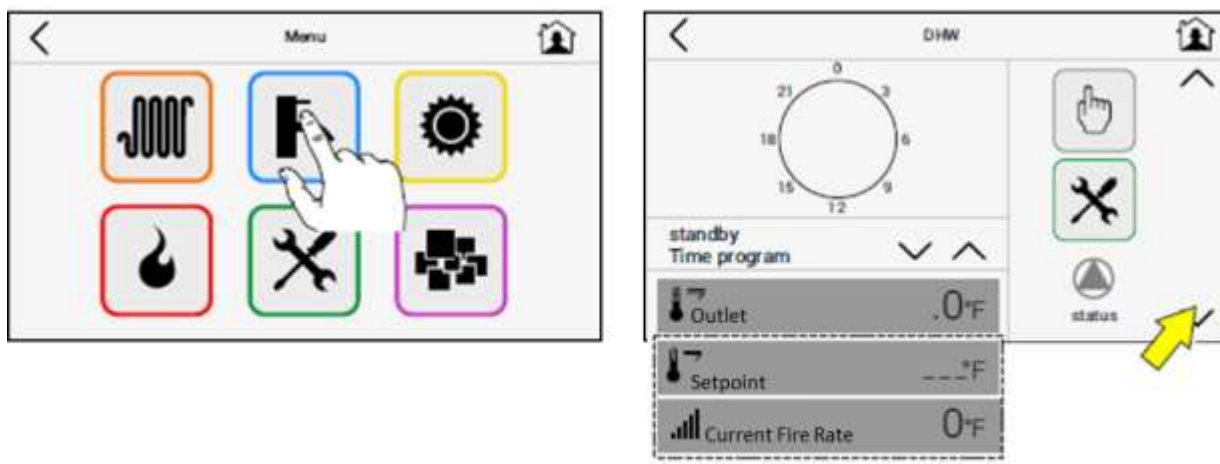 Menu
DHW
0
21
3
18
6
15
9
12
standby
Time program
Outlet .0°F
status
Setpoint ---°F
Current Fire Rate 0°F